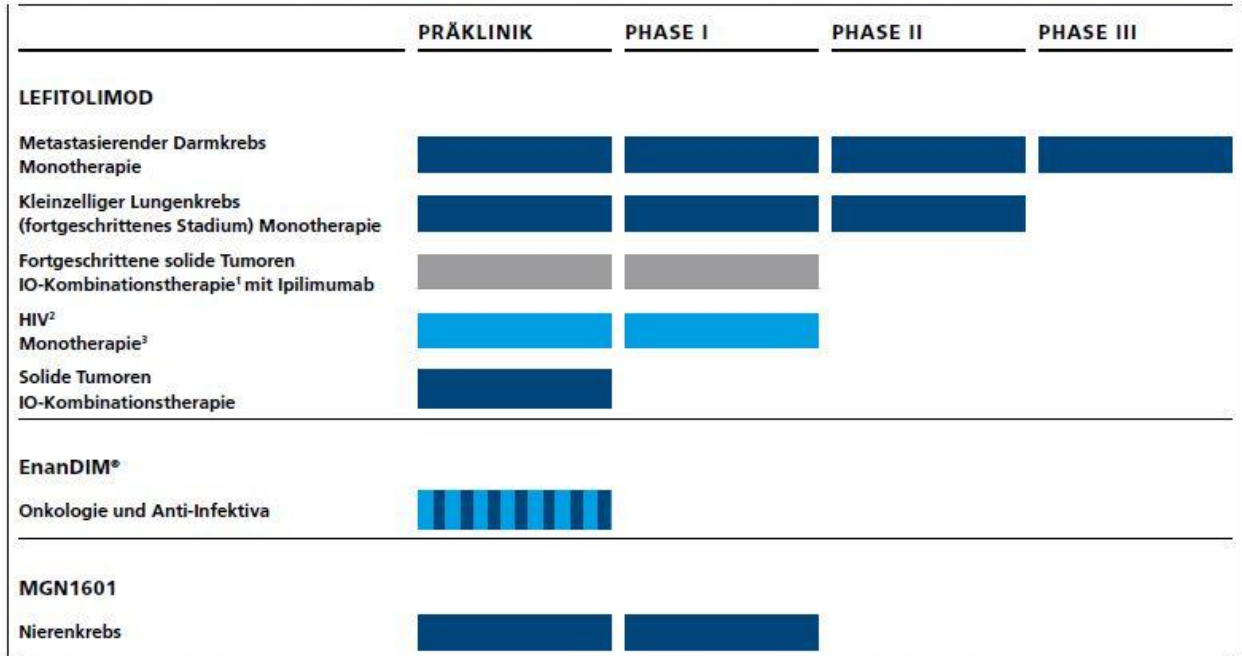 PRÄKLINIK PHASE I PHASE II PHASE III
LEFITOLIMOD
Metastasierender Darmkrebs
Monotherapie
Kleinzelliger Lungenkrebs
(fortgeschrittenes Stadium) Monotherapie
Fortgeschrittene solide Tumoren
IO-Kombinationstherapie¹ mit Ipilimumab
HIV²
Monotherapie³
Solide Tumoren
IO-Kombinationstherapie
EnanDIM®
Onkologie und Anti-Infektiva
MGN1601
Nierenkrebs